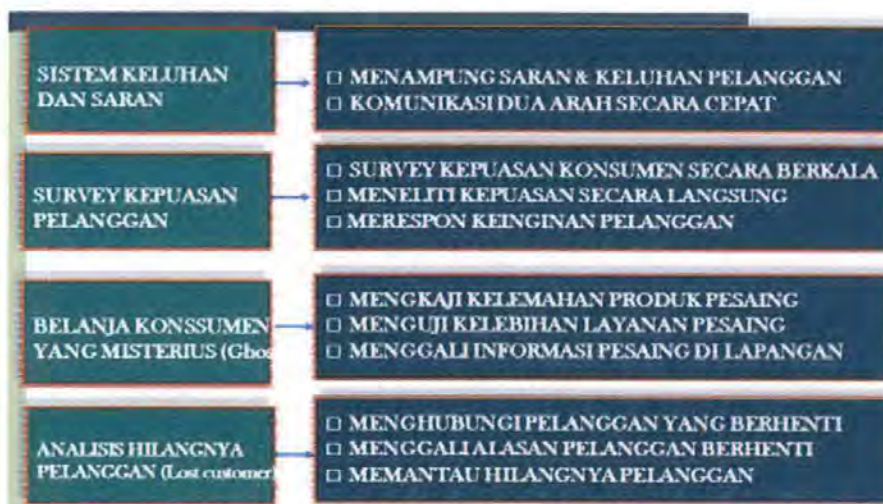 SISTEM KELUHAN
DAN SARAN
□ MENAMPUNG SARAN & KELUHAN PELANGGAN
□ KOMUNIKASI DUA ARAH SECARA CEPAT
SURVEY KEPUASAN
PELANGGAN
□ SURVEY KEPUASAN KONSUMEN SECARA BERKALA
□ MENELITI KEPUASAN SECARA LANGSUNG
□ MERESPON KEINGINAN PELANGGAN
BELANJA KONSSUMEN
YANG MISTERIUS (Ghos
□ MENGKAJI KELEMAHAN PRODUK PESAING
□ MENGUJI KELEBIHAN LAYANAN PESAING
□ MENGGALI INFORMASI PESAING DI LAPANGAN
ANALISIS HILANGNYA
PELANGGAN (Lost customer)
□ MENGHUBUNGI PELANGGAN YANG BERHENTI
□ MENGGALI ALASAN PELANGGAN BERHENTI
□ MEMANTAU HILANGNYA PELANGGAN